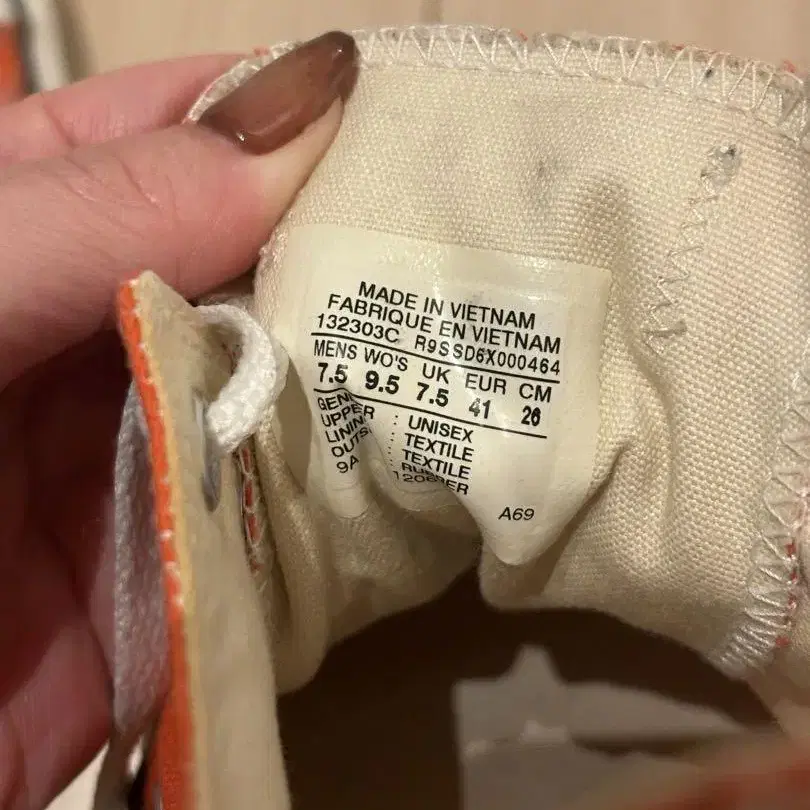 MADE IN VIETNAM
FABRIQUE EN VIETNAM
132303C R9SSD6X000464
MENS WO'S UK EUR CM
7.5 9.5 7.5 41 26
: UNISEX
UPPER : TEXTILE
: TEXTILE
9A
A69